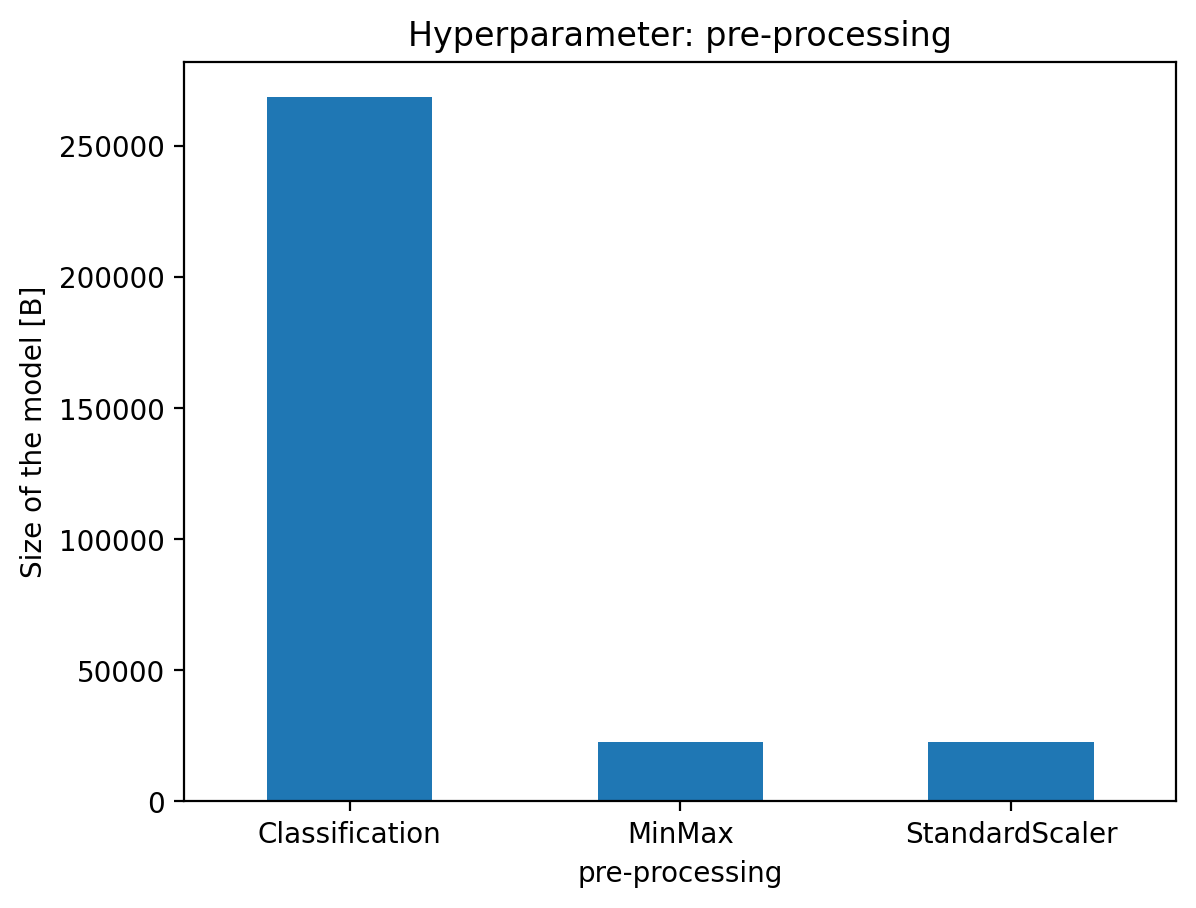 Hyperparameter: pre-processing
Size of the model [B]
250000
200000
150000
100000
50000
0
Classification MinMax StandardScaler
pre-processing